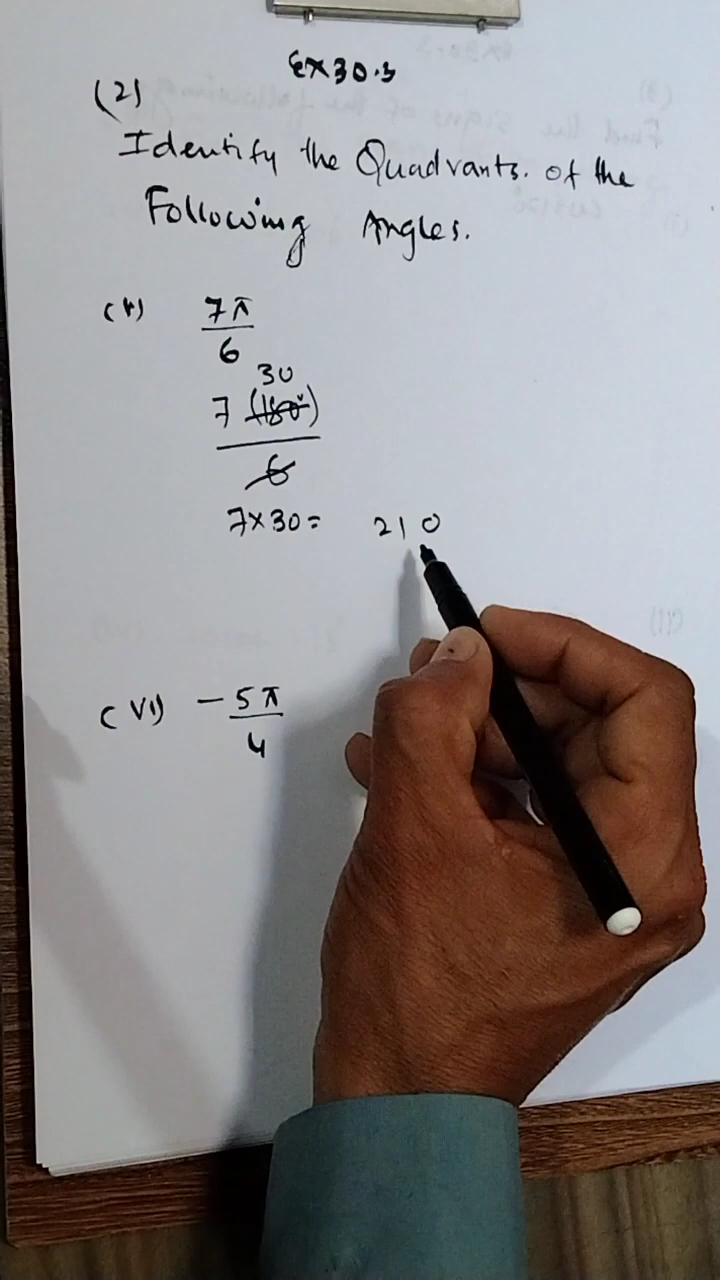 Ex 30.3
(2)
Identify the Quadrants. of the
Following Angles.
(v) 7π
6
30
7 (180°)
6
7×30= 210
(vi) -5π
4